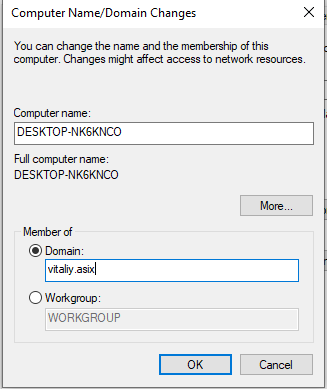 Computer Name/Domain Changes
You can change the name and the membership of this
computer. Changes might affect access to network resources.
Computer name:
DESKTOP-NK6KNCO
Full computer name:
DESKTOP-NK6KNCO
More...
Member of
Domain:
vitaliy.asix
Workgroup:
WORKGROUP
OK
Cancel